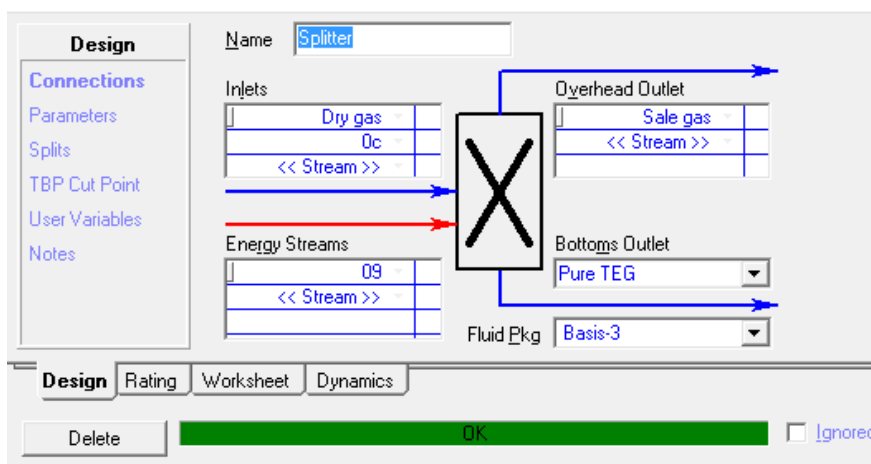 Design
Connections
Parameters
Splits
TBP Cut Point
User Variables
Notes
Name Splitter
Inlets
Dry gas
0c
<< Stream >>
Energy Streams
09
<< Stream >>
Overhead Outlet
Sale gas
<< Stream >>
Bottoms Outlet
Pure TEG
Fluid Pkg Basis-3
Design Rating Worksheet Dynamics
Delete OK Ignored